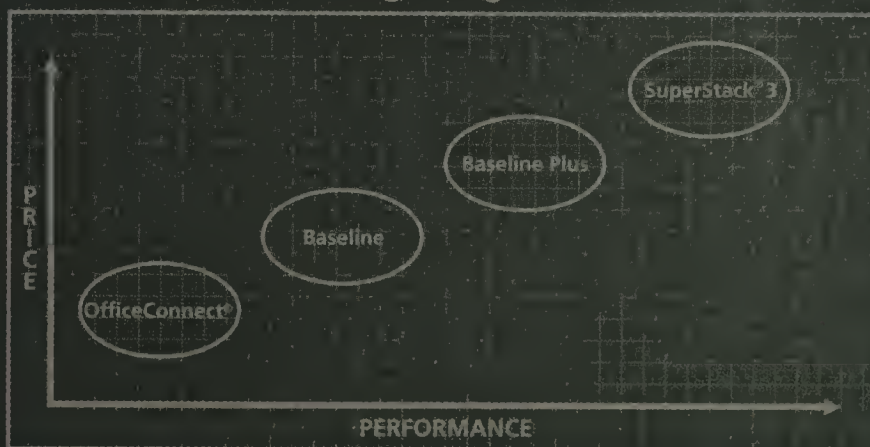 SuperStack® 3
Baseline Plus
PRICE
Baseline
OfficeConnect®
PERFORMANCE